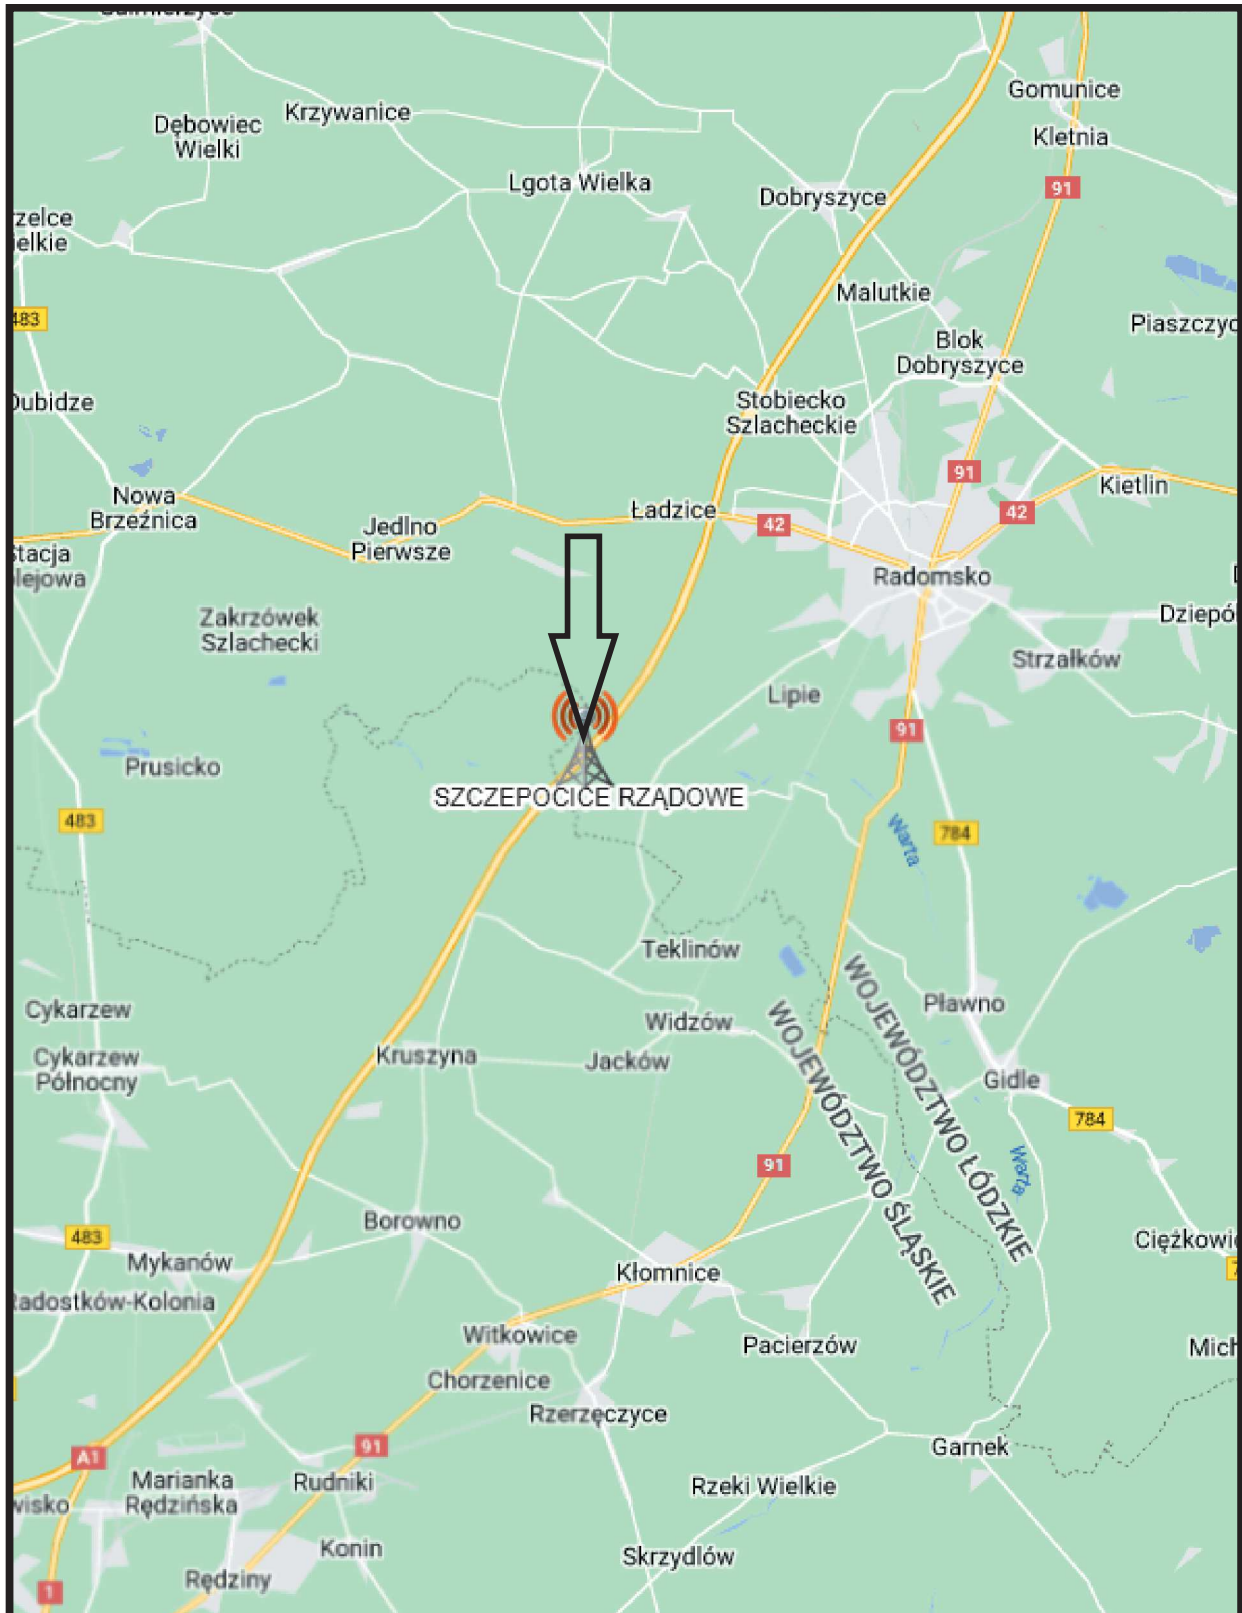 Krzywanice
Dębowiec
Wielki
Gomunice
Kletnia
Lgota Wielka
Dobryszyce
91
Malutkie
483
Piaszczyc
Blok
Dobryszyce
Stobiecko
Szlacheckie
91
Kietlin
Nowa
Brzeźnica
Jedlno
Pierwsze
Ładzice
42
42
Stacja
Radomsko
Zakrzówek
Szlachecki
Dziepół
Strzałków
Lipie
91
Prusicko
SZCZEPOCICE RZĄDOWE
483
Warta
784
Teklinów
WOJEWÓDZTWO ŁÓDZKIE
WOJEWÓDZTWO ŚLĄSKIE
Cykarzew
Pławno
Widzów
Cykarzew
Północny
Kruszyna
Jacków
Gidle
784
91
Warta
Borowno
483
Mykanów
Ciężkowi
Kłomnice
Radostków-Kolonia
Witkowice
Pacierzów
Mich
Chorzenice
Rzerzęczyce
A1
91
Garnek
Marianka
Rędzińska
Rudniki
Rzeki Wielkie
wisko
Konin
Skrzydlów
Rędziny
1